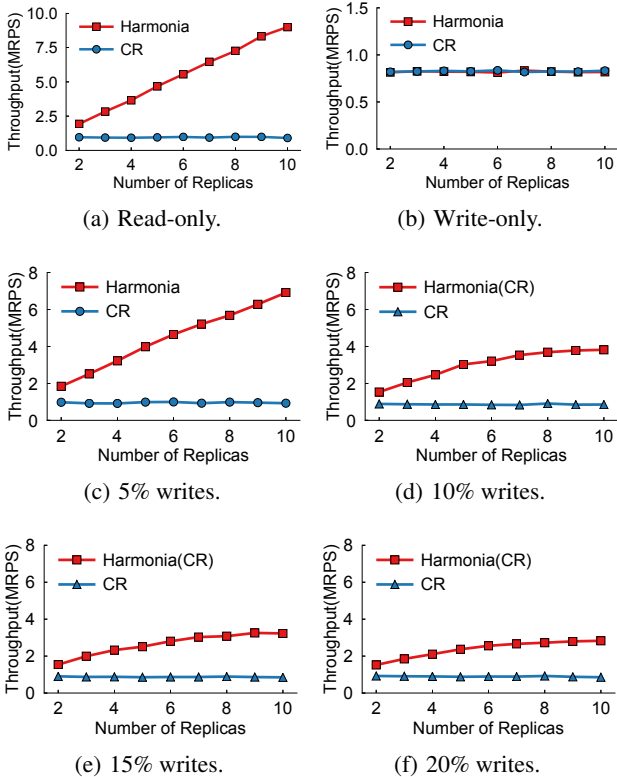 Throughput(MRPS)
10.0
7.5
5.0
2.5
0.0
Harmonia
CR
2 4 6 8 10
Number of Replicas
(a) Read-only.
Throughput(MRPS)
1.5
1.0
0.5
0.0
Harmonia
CR
2 4 6 8 10
Number of Replicas
(b) Write-only.
Throughput(MRPS)
8
6
4
2
0
Harmonia
CR
2 4 6 8 10
Number of Replicas
(c) 5% writes.
Throughput(MRPS)
8
6
4
2
0
Harmonia(CR)
CR
2 4 6 8 10
Number of Replicas
(d) 10% writes.
Throughput(MRPS)
8
6
4
2
0
Harmonia(CR)
CR
2 4 6 8 10
Number of Replicas
(e) 15% writes.
Throughput(MRPS)
8
6
4
2
0
Harmonia(CR)
CR
2 4 6 8 10
Number of Replicas
(f) 20% writes.